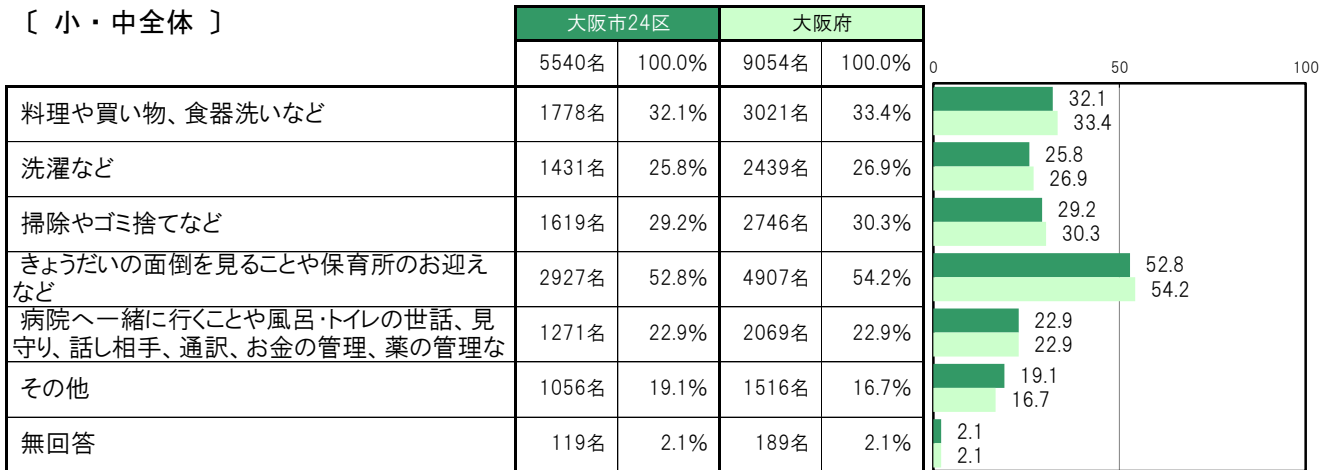 〔 小・中全体 〕
大阪市24区 大阪府
5540名 100.0% 9054名 100.0%
0 50 100
料理や買い物、食器洗いなど 1778名 32.1% 3021名 33.4% 32.1
33.4
洗濯など 1431名 25.8% 2439名 26.9% 25.8
26.9
掃除やゴミ捨てなど 1619名 29.2% 2746名 30.3% 29.2
30.3
きょうだいの面倒を見ることや保育所のお迎え
など 2927名 52.8% 4907名 54.2% 52.8
54.2
病院へ一緒に行くことや風呂・トイレの世話、見
守り、話し相手、通訳、お金の管理、薬の管理な 1271名 22.9% 2069名 22.9% 22.9
22.9
その他 1056名 19.1% 1516名 16.7% 19.1
16.7
無回答 119名 2.1% 189名 2.1% 2.1
2.1